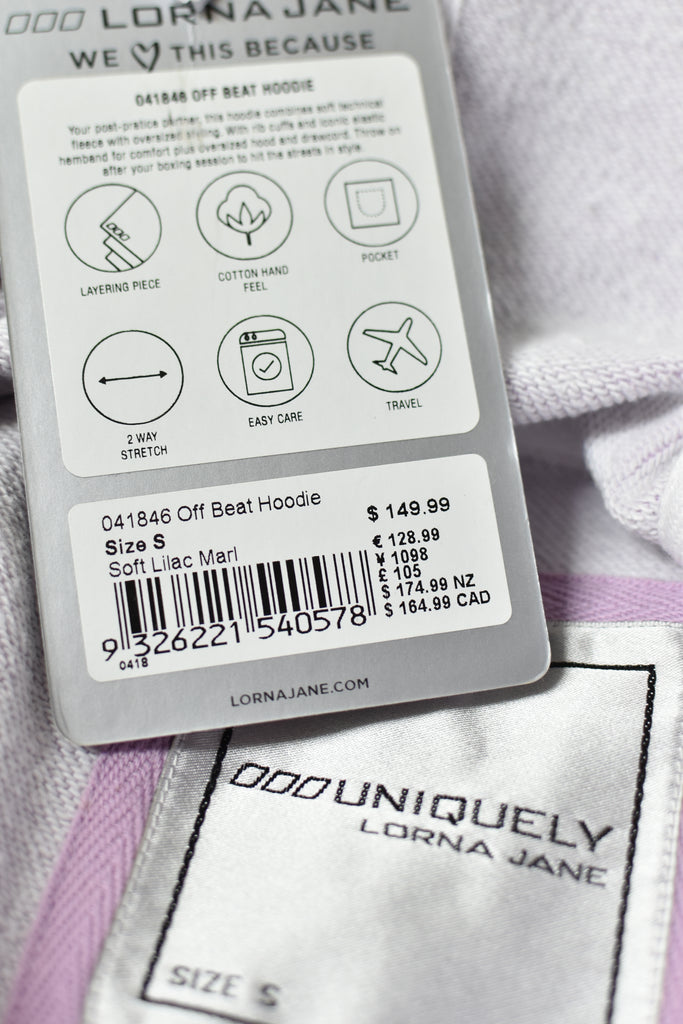 LORNA JANE
WE THIS BECAUSE
041846 OFF BEAT HOODIE
Your post-pratice partner, this hoodie combines soft technical
fleece with oversized styling. With rib cuffs and iconic elastic
hemband for comfort plus oversized hood and drawcord. Throw on
after your boxing session to hit the streets in style.
LAYERING PIECE
COTTON HAND
FEEL
POCKET
2 WAY
STRETCH
EASY CARE
TRAVEL
041846 Off Beat Hoodie
Size S
Soft Lilac Marl
$ 149.99
€ 128.99
¥ 1098
£ 105
$ 174.99 NZ
$ 164.99 CAD
9 326221 540578
0418
LORNAJANE.COM
UNIQUELY
LORNA JANE
SIZE S